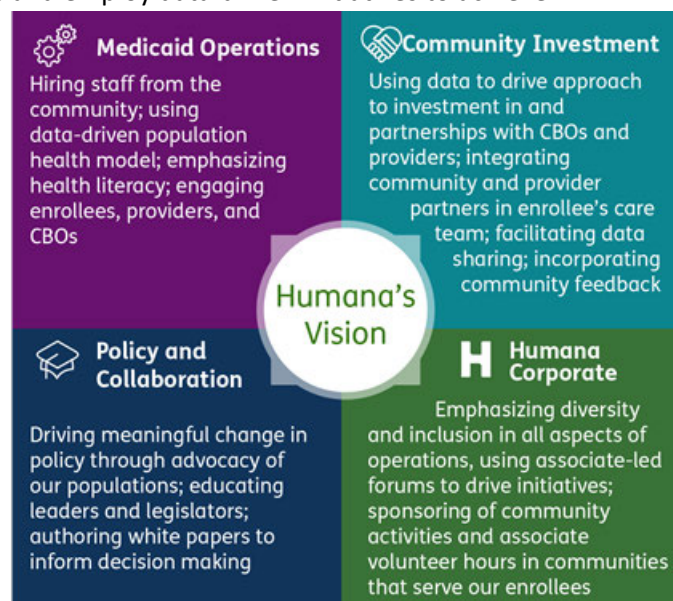 Medicaid Operations
Hiring staff from the
community; using
data-driven population
health model; emphasizing
health literacy; engaging
enrollees, providers, and
CBOs
Community Investment
Using data to drive approach
to investment in and
partnerships with CBOs and
providers; integrating
community and provider
partners in enrollee's care
team; facilitating data
sharing; incorporating
community feedback
Humana's
Vision
Policy and
Collaboration
Driving meaningful change in
policy through advocacy of
our populations; educating
leaders and legislators;
authoring white papers to
inform decision making
H Humana
Corporate
Emphasizing diversity
and inclusion in all aspects of
operations, using associate-led
forums to drive initiatives;
sponsoring of community
activities and associate
volunteer hours in communities
that serve our enrollees